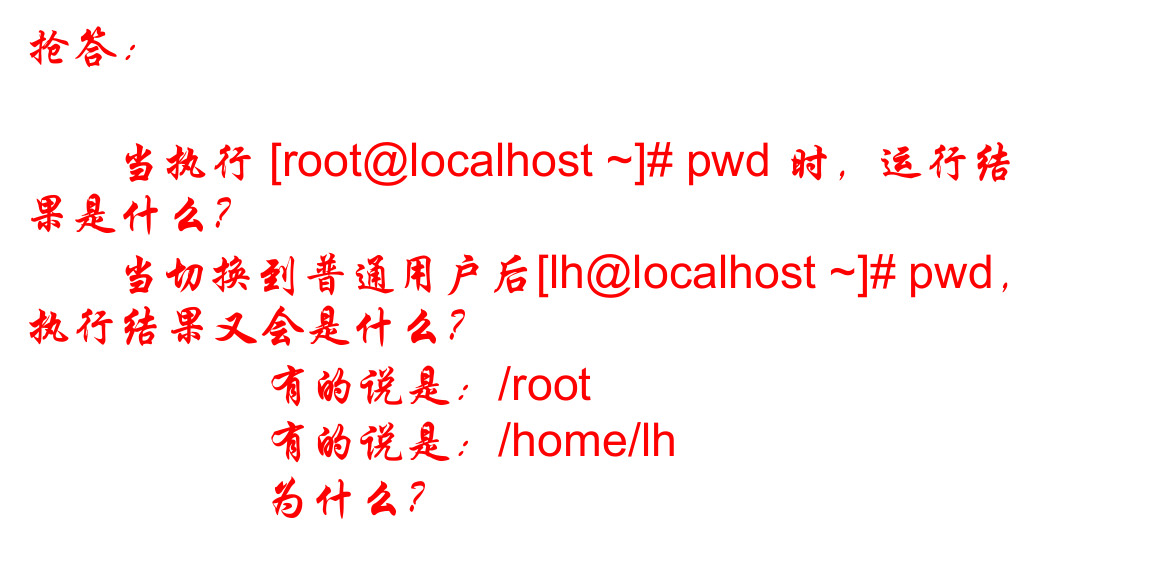 抢答：
当执行 [root@localhost ~]# pwd 时，运行结
果是什么？
当切换到普通用户后[lh@localhost ~]# pwd，
执行结果又会是什么？
有的说是：/root
有的说是：/home/lh
为什么？